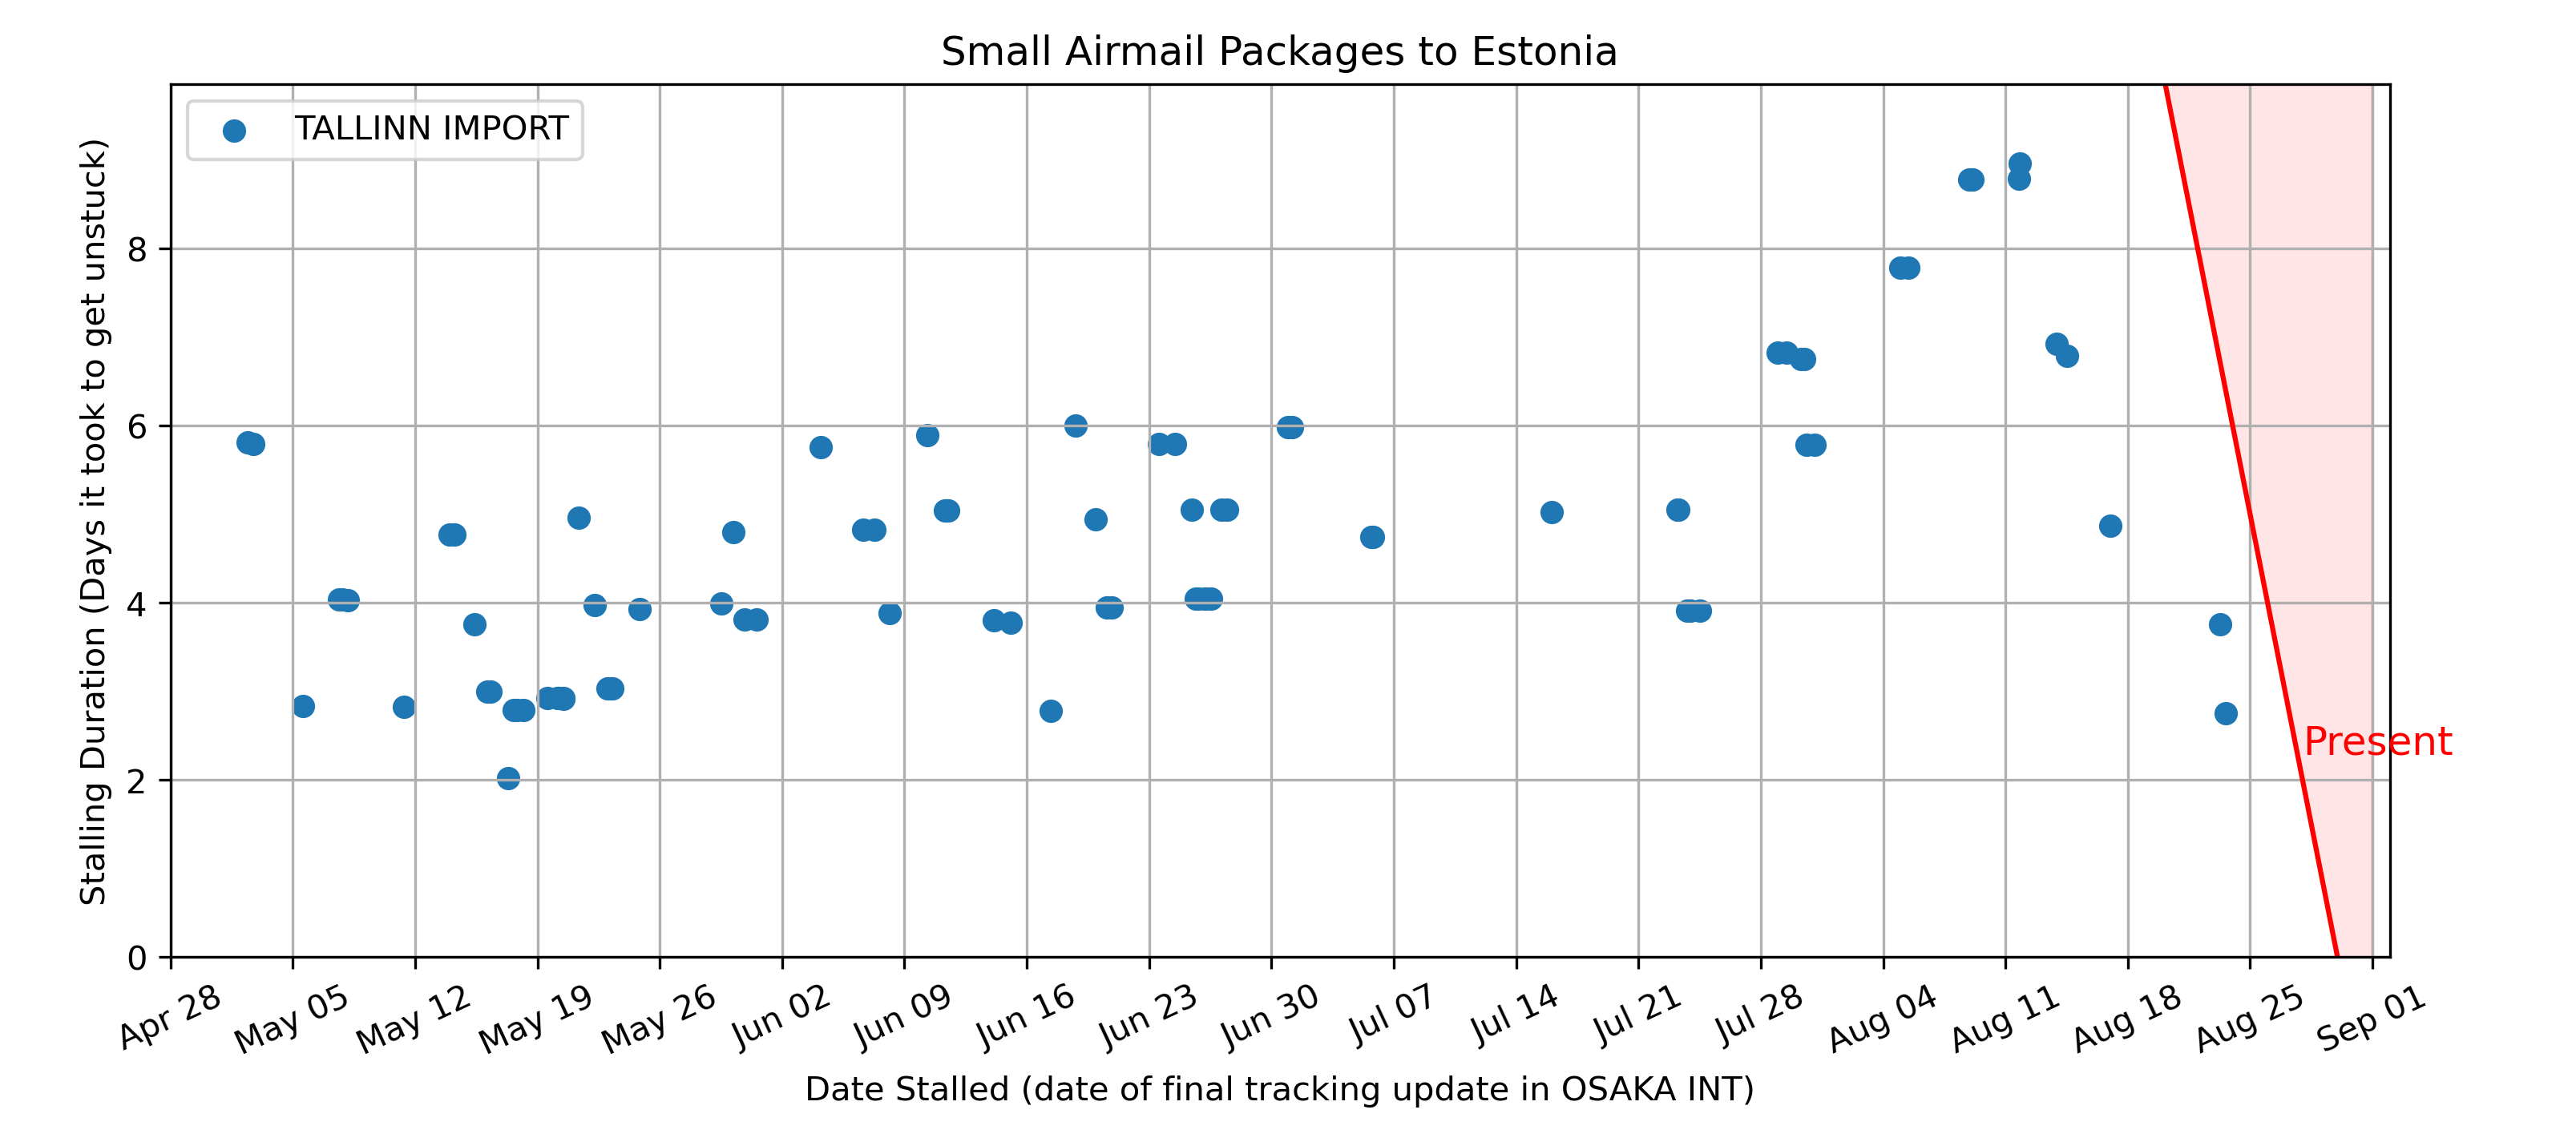 Small Airmail Packages to Estonia
TALLINN IMPORT
Stalling Duration (Days it took to get unstuck)
8
6
4
2
0
Present
Apr 28 May 05 May 12 May 19 May 26 Jun 02 Jun 09 Jun 16 Jun 23 Jun 30 Jul 07 Jul 14 Jul 21 Jul 28 Aug 04 Aug 11 Aug 18 Aug 25 Sep 01
Date Stalled (date of final tracking update in OSAKA INT)